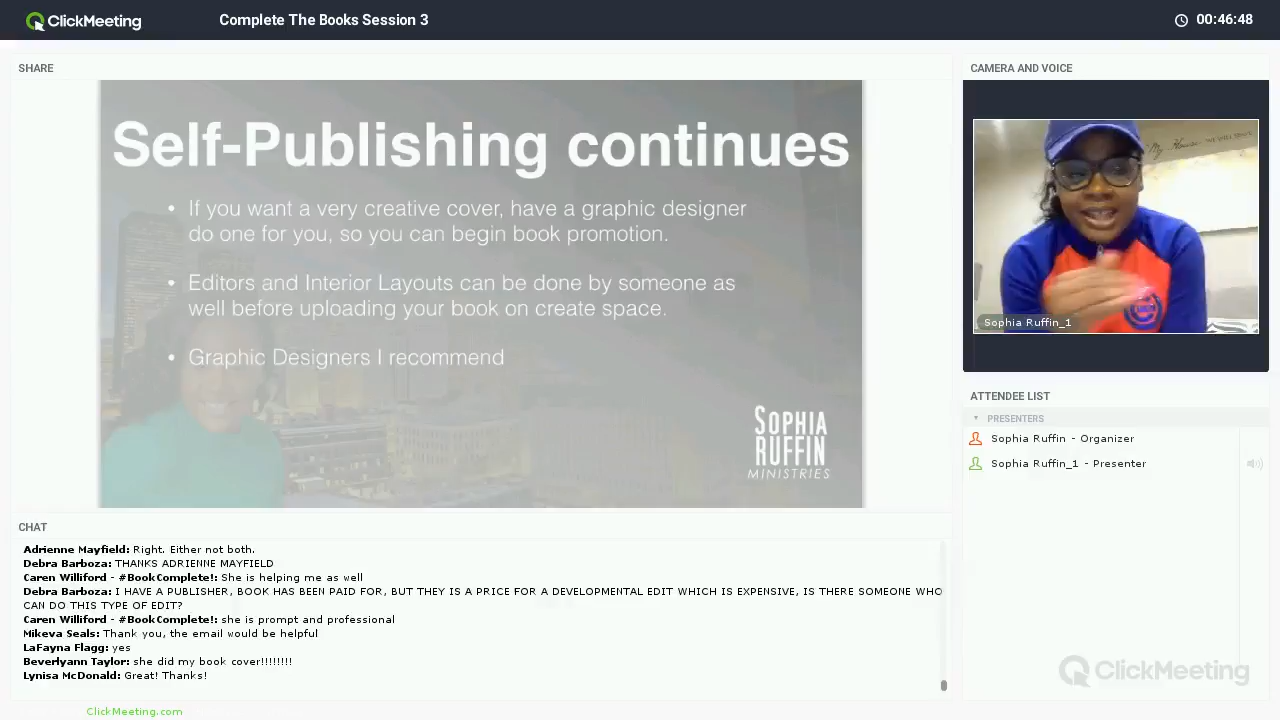 ClickMeeting
Complete The Books Session 3
00:46:48
SHARE
Self-Publishing continues
• If you want a very creative cover, have a graphic designer
do one for you, so you can begin book promotion.
• Editors and Interior Layouts can be done by someone as
well before uploading your book on create space.
• Graphic Designers I recommend
SOPHIA
RUFFIN
MINISTRIES
CAMERA AND VOICE
My House
Sophia Ruffin_1
ATTENDEE LIST
PRESENTERS
Sophia Ruffin - Organizer
Sophia Ruffin_1 - Presenter
CHAT
Adrienne Mayfield: Right. Either not both.
Debra Barboza: THANKS ADRIENNE MAYFIELD
Caren Williford - #BookComplete!: She is helping me as well
Debra Barboza: I HAVE A PUBLISHER, BOOK HAS BEEN PAID FOR, BUT THEY IS A PRICE FOR A DEVELOPMENTAL EDIT WHICH IS EXPENSIVE, IS THERE SOMEONE WHO
CAN DO THIS TYPE OF EDIT?
Caren Williford - #BookComplete!: she is prompt and professional
Mikeva Seals: Thank you, the email would be helpful
LaFayna Flagg: yes
Beverlyann Taylor: she did my book cover!!!!!!!!
Lynisa McDonald: Great! Thanks!
ClickMeeting
ClickMeeting.com